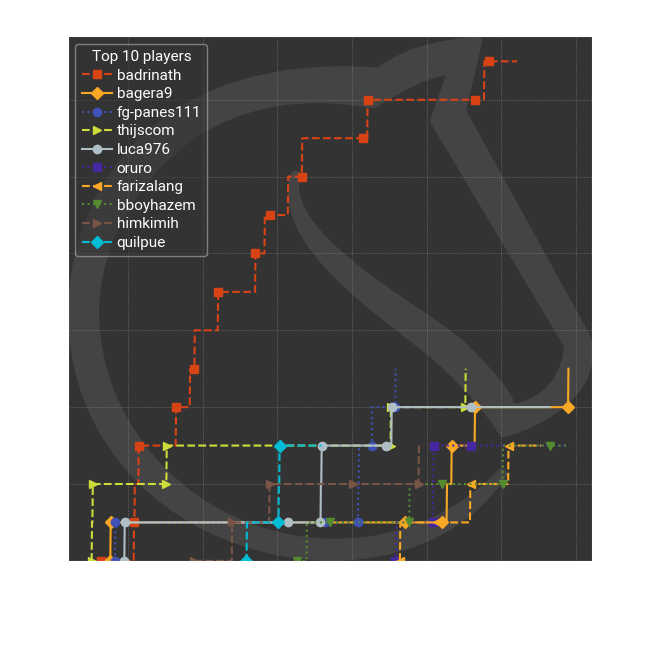 Top 10 players
badrinath
bagera9
fg-panes111
thijscom
luca976
oruro
farizalang
bboyhazem
himkimih
quilpue